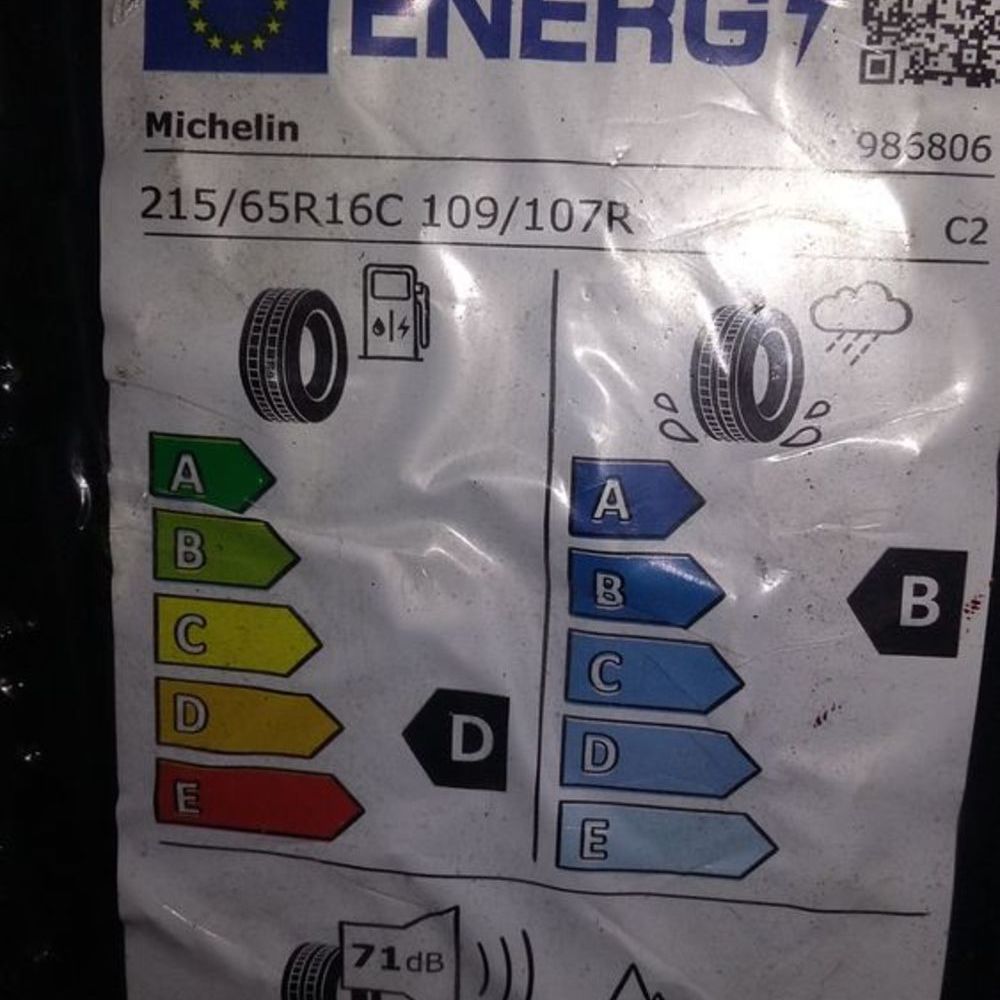 ENERG
Michelin
986806
215/65R16C 109/107R
C2
A
B
C
D
E
D
A
B
C
D
E
B
71dB